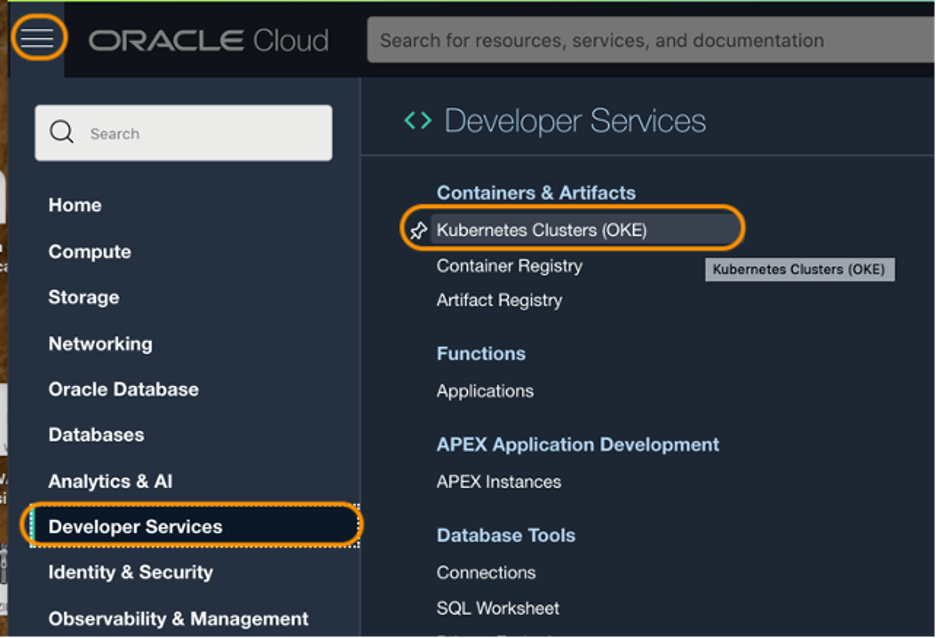 ORACLE Cloud
Search for resources, services, and documentation
Search
Home
Compute
Storage
Networking
Oracle Database
Databases
Analytics & AI
Developer Services
Identity & Security
Observability & Management
Developer Services
Containers & Artifacts
Kubernetes Clusters (OKE)
Kubernetes Clusters (OKE)
Container Registry
Artifact Registry
Functions
Applications
APEX Application Development
APEX Instances
Database Tools
Connections
SQL Worksheet